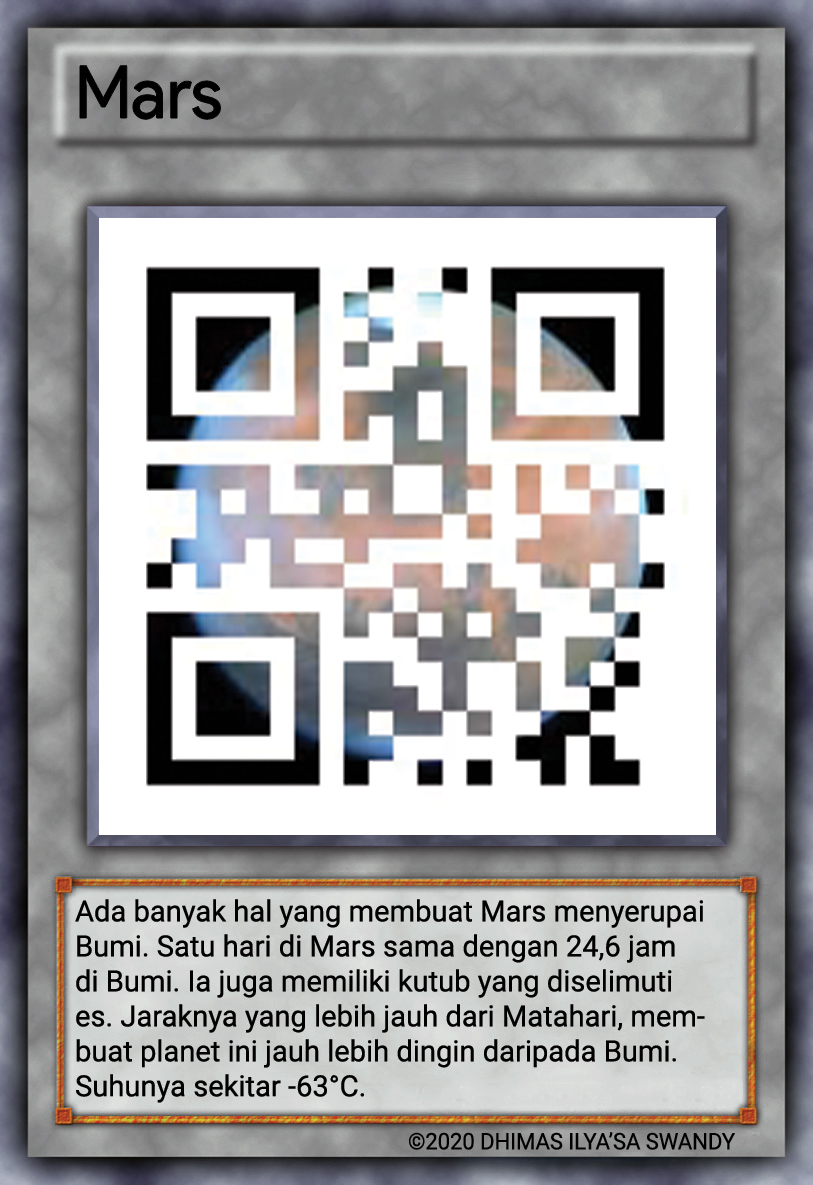 Mars
Ada banyak hal yang membuat Mars menyerupai
Bumi. Satu hari di Mars sama dengan 24,6 jam
di Bumi. Ia juga memiliki kutub yang diselimuti
es. Jaraknya yang lebih jauh dari Matahari, mem-
buat planet ini jauh lebih dingin daripada Bumi.
Suhunya sekitar -63°C.
©2020 DHIMAS ILYA’SA SWANDY